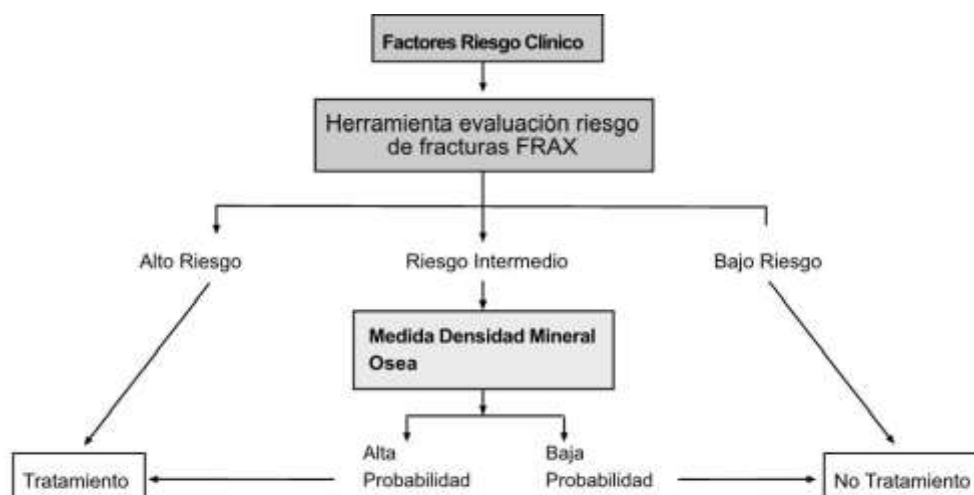 Factores Riesgo Clínico
Herramienta evaluación riesgo
de fracturas FRAX
Alto Riesgo
Riesgo Intermedio
Bajo Riesgo
Medida Densidad Mineral
Osea
Alta
Probabilidad
Baja
Probabilidad
Tratamiento
No Tratamiento